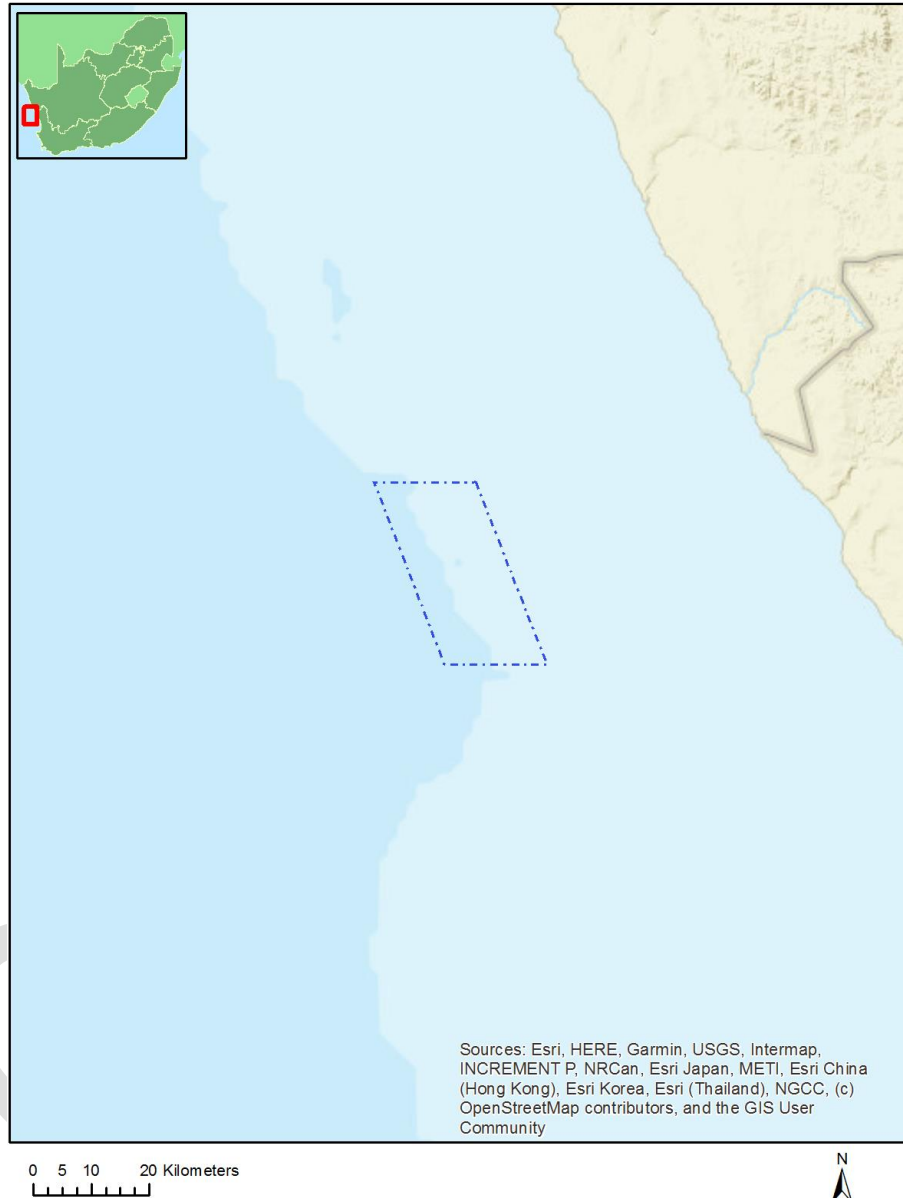 Sources: Esri, HERE, Garmin, USGS, Intermap,
INCREMENT P, NRCan, Esri Japan, METI, Esri China
(Hong Kong), Esri Korea, Esri (Thailand), NGCC, (c)
OpenStreetMap contributors, and the GIS User
Community
0 5 10 20 Kilometers
N